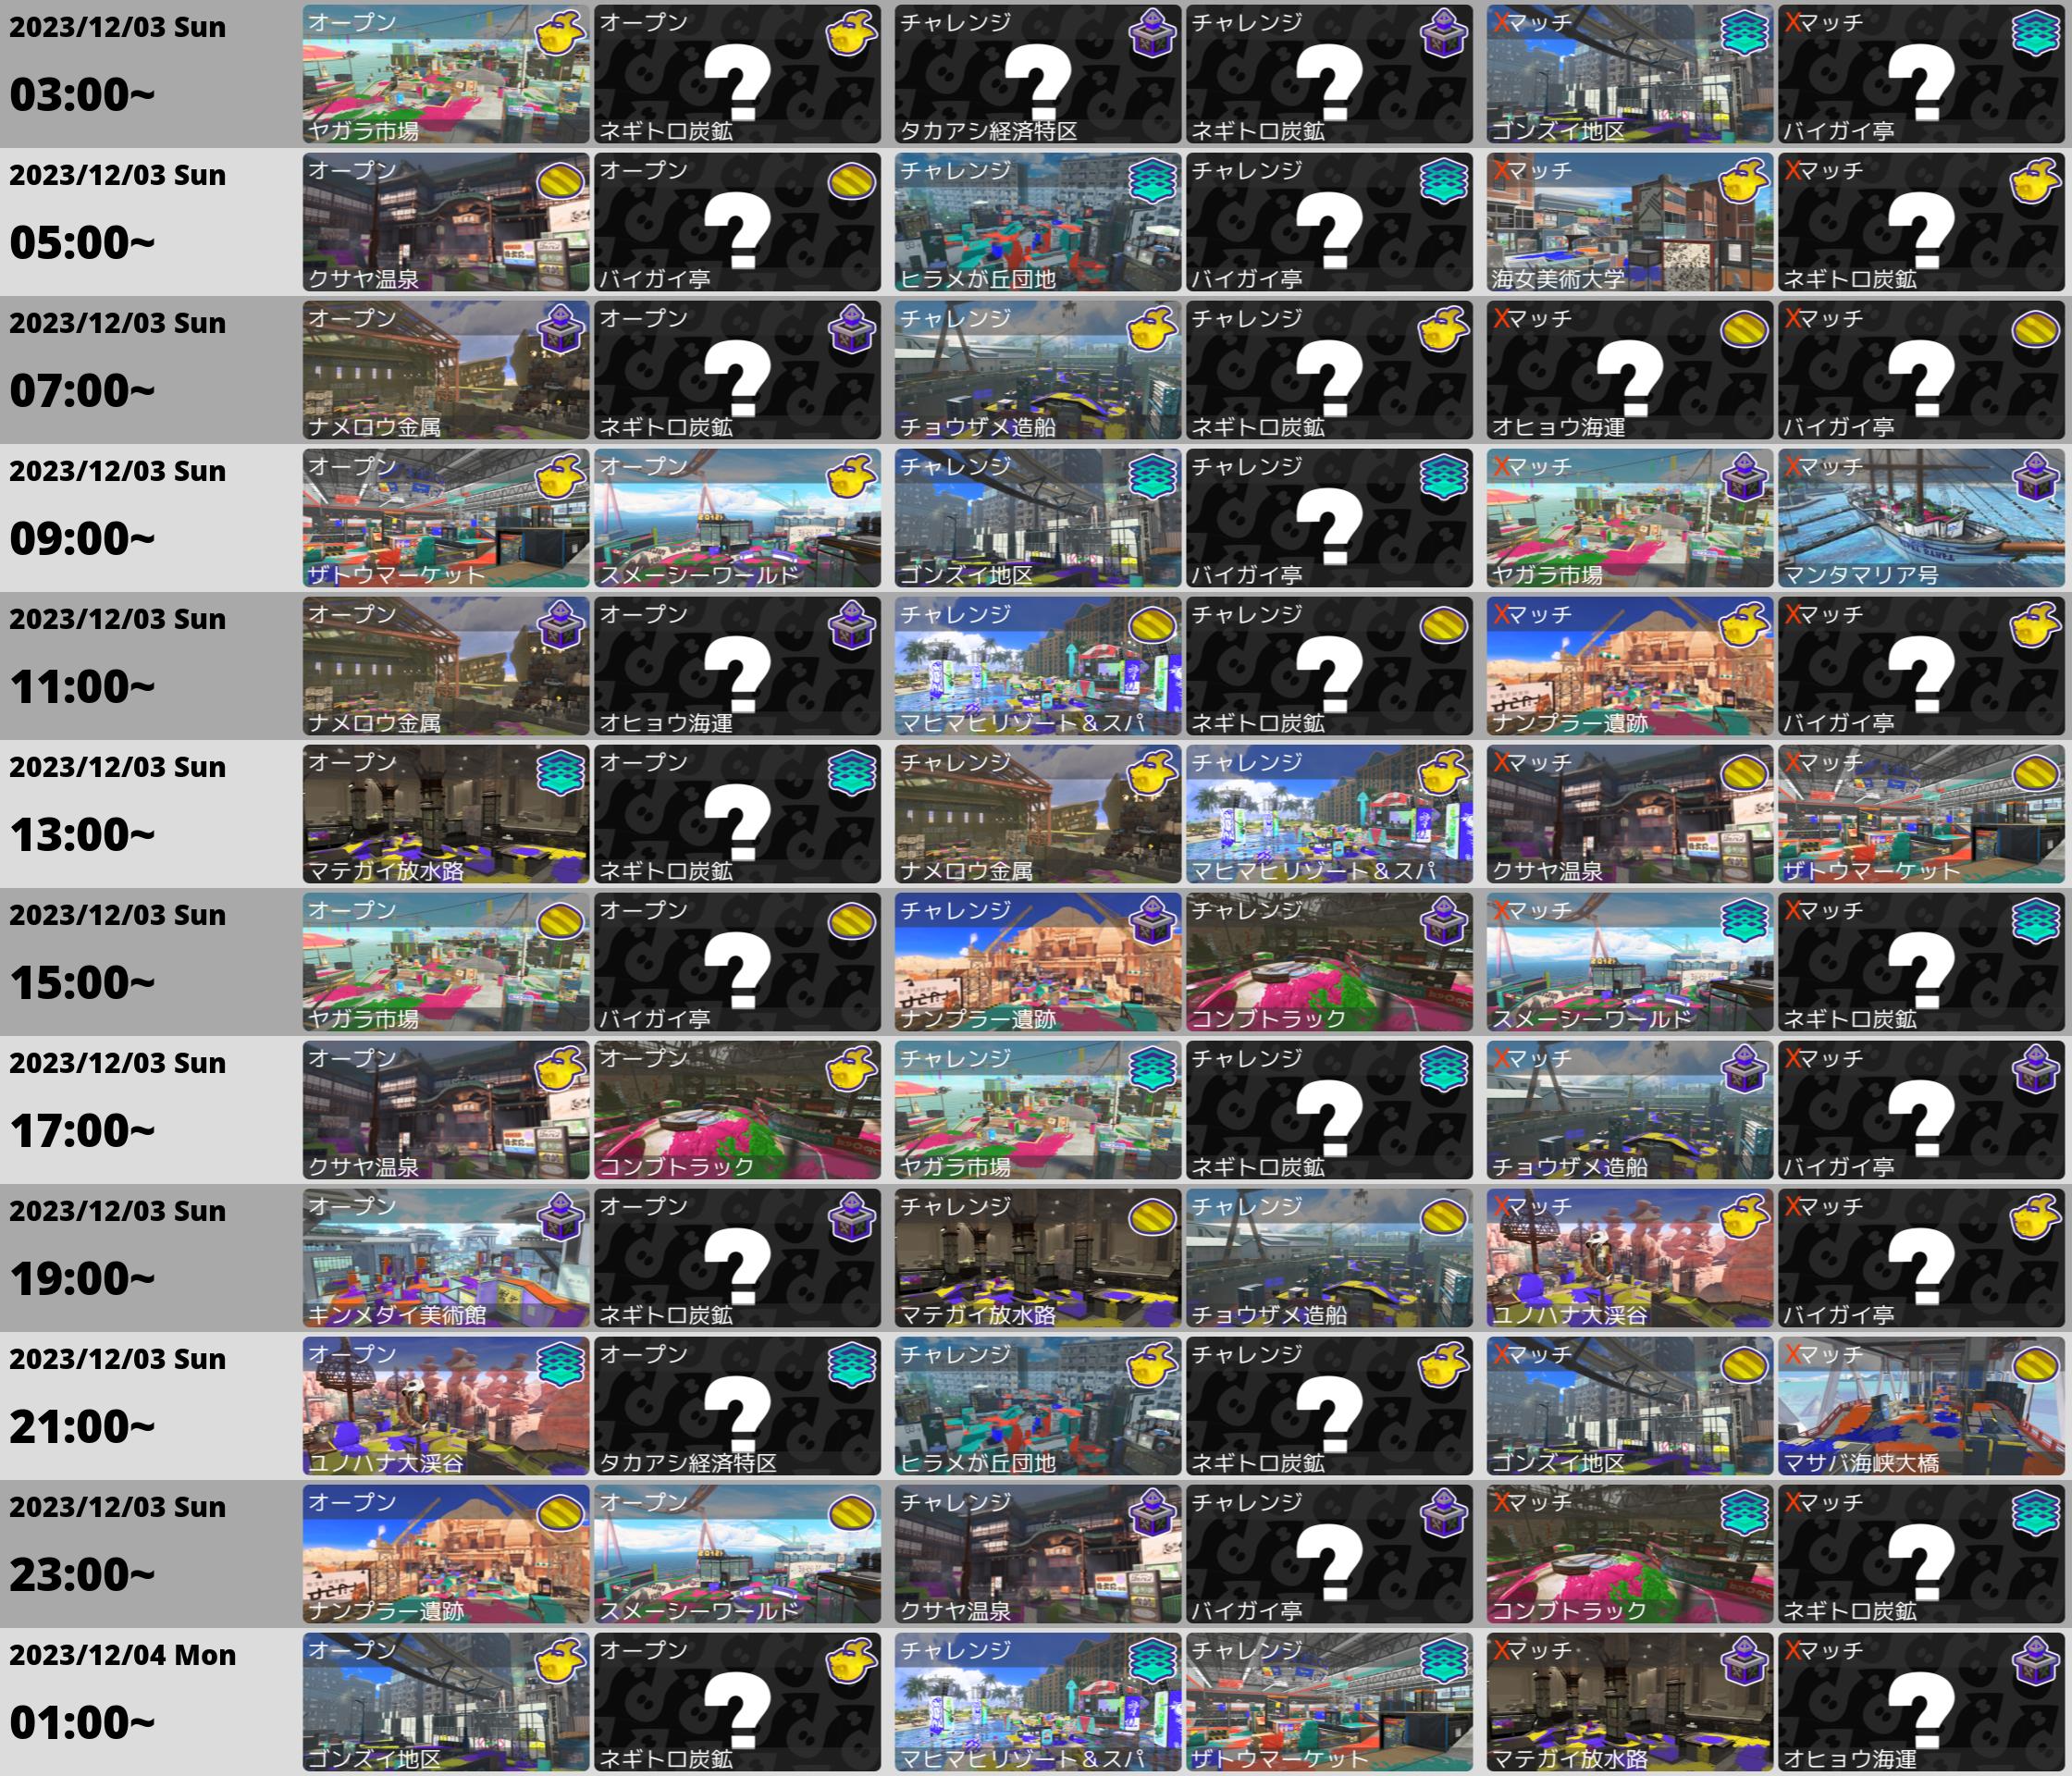 2023/12/03 Sun
03:00~
オープン
ヤガラ市場
オープン
ネギトロ炭鉱
チャレンジ
タカアシ経済特区
チャレンジ
ネギトロ炭鉱
Xマッチ
ゴンズイ地区
Xマッチ
バイガイ亭
2023/12/03 Sun
05:00~
オープン
クサヤ温泉
オープン
バイガイ亭
チャレンジ
ヒラメが丘団地
チャレンジ
バイガイ亭
Xマッチ
海女美術大学
Xマッチ
ネギトロ炭鉱
2023/12/03 Sun
07:00~
オープン
ナメロウ金属
オープン
ネギトロ炭鉱
チャレンジ
チョウザメ造船
チャレンジ
ネギトロ炭鉱
Xマッチ
オヒョウ海運
Xマッチ
バイガイ亭
2023/12/03 Sun
09:00~
オープン
ザトウマーケット
オープン
スメーシーワールド
チャレンジ
ゴンズイ地区
チャレンジ
バイガイ亭
Xマッチ
ヤガラ市場
Xマッチ
マンタマリア号
2023/12/03 Sun
11:00~
オープン
ナメロウ金属
オープン
オヒョウ海運
チャレンジ
マヒマヒリゾート＆スパ
チャレンジ
ネギトロ炭鉱
Xマッチ
ナンプラー遺跡
Xマッチ
バイガイ亭
2023/12/03 Sun
13:00~
オープン
マテガイ放水路
オープン
ネギトロ炭鉱
チャレンジ
ナメロウ金属
チャレンジ
マヒマヒリゾート＆スパ
Xマッチ
クサヤ温泉
Xマッチ
ザトウマーケット
2023/12/03 Sun
15:00~
オープン
ヤガラ市場
オープン
バイガイ亭
チャレンジ
ナンプラー遺跡
チャレンジ
コンブトラック
Xマッチ
スメーシーワールド
Xマッチ
ネギトロ炭鉱
2023/12/03 Sun
17:00~
オープン
クサヤ温泉
オープン
コンブトラック
チャレンジ
ヤガラ市場
チャレンジ
ネギトロ炭鉱
Xマッチ
チョウザメ造船
Xマッチ
バイガイ亭
2023/12/03 Sun
19:00~
オープン
キンメダイ美術館
オープン
ネギトロ炭鉱
チャレンジ
マテガイ放水路
チャレンジ
チョウザメ造船
Xマッチ
ユノハナ大渓谷
Xマッチ
バイガイ亭
2023/12/03 Sun
21:00~
オープン
ユノハナ大渓谷
オープン
タカアシ経済特区
チャレンジ
ヒラメが丘団地
チャレンジ
ネギトロ炭鉱
Xマッチ
ゴンズイ地区
Xマッチ
マサバ海峡大橋
2023/12/03 Sun
23:00~
オープン
ナンプラー遺跡
オープン
スメーシーワールド
チャレンジ
クサヤ温泉
チャレンジ
バイガイ亭
Xマッチ
コンブトラック
Xマッチ
ネギトロ炭鉱
2023/12/04 Mon
01:00~
オープン
ゴンズイ地区
オープン
ネギトロ炭鉱
チャレンジ
マヒマヒリゾート＆スパ
チャレンジ
ザトウマーケット
Xマッチ
マテガイ放水路
Xマッチ
オヒョウ海運